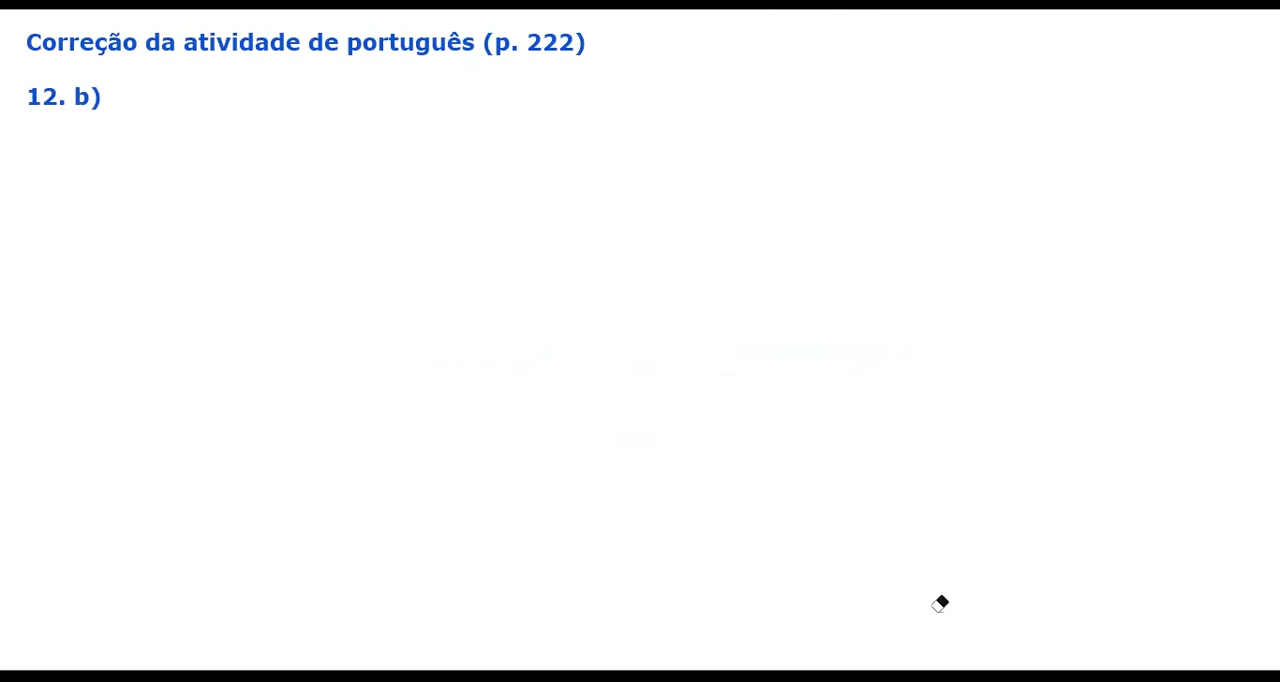 Correção da atividade de português (p. 222)
12. b)